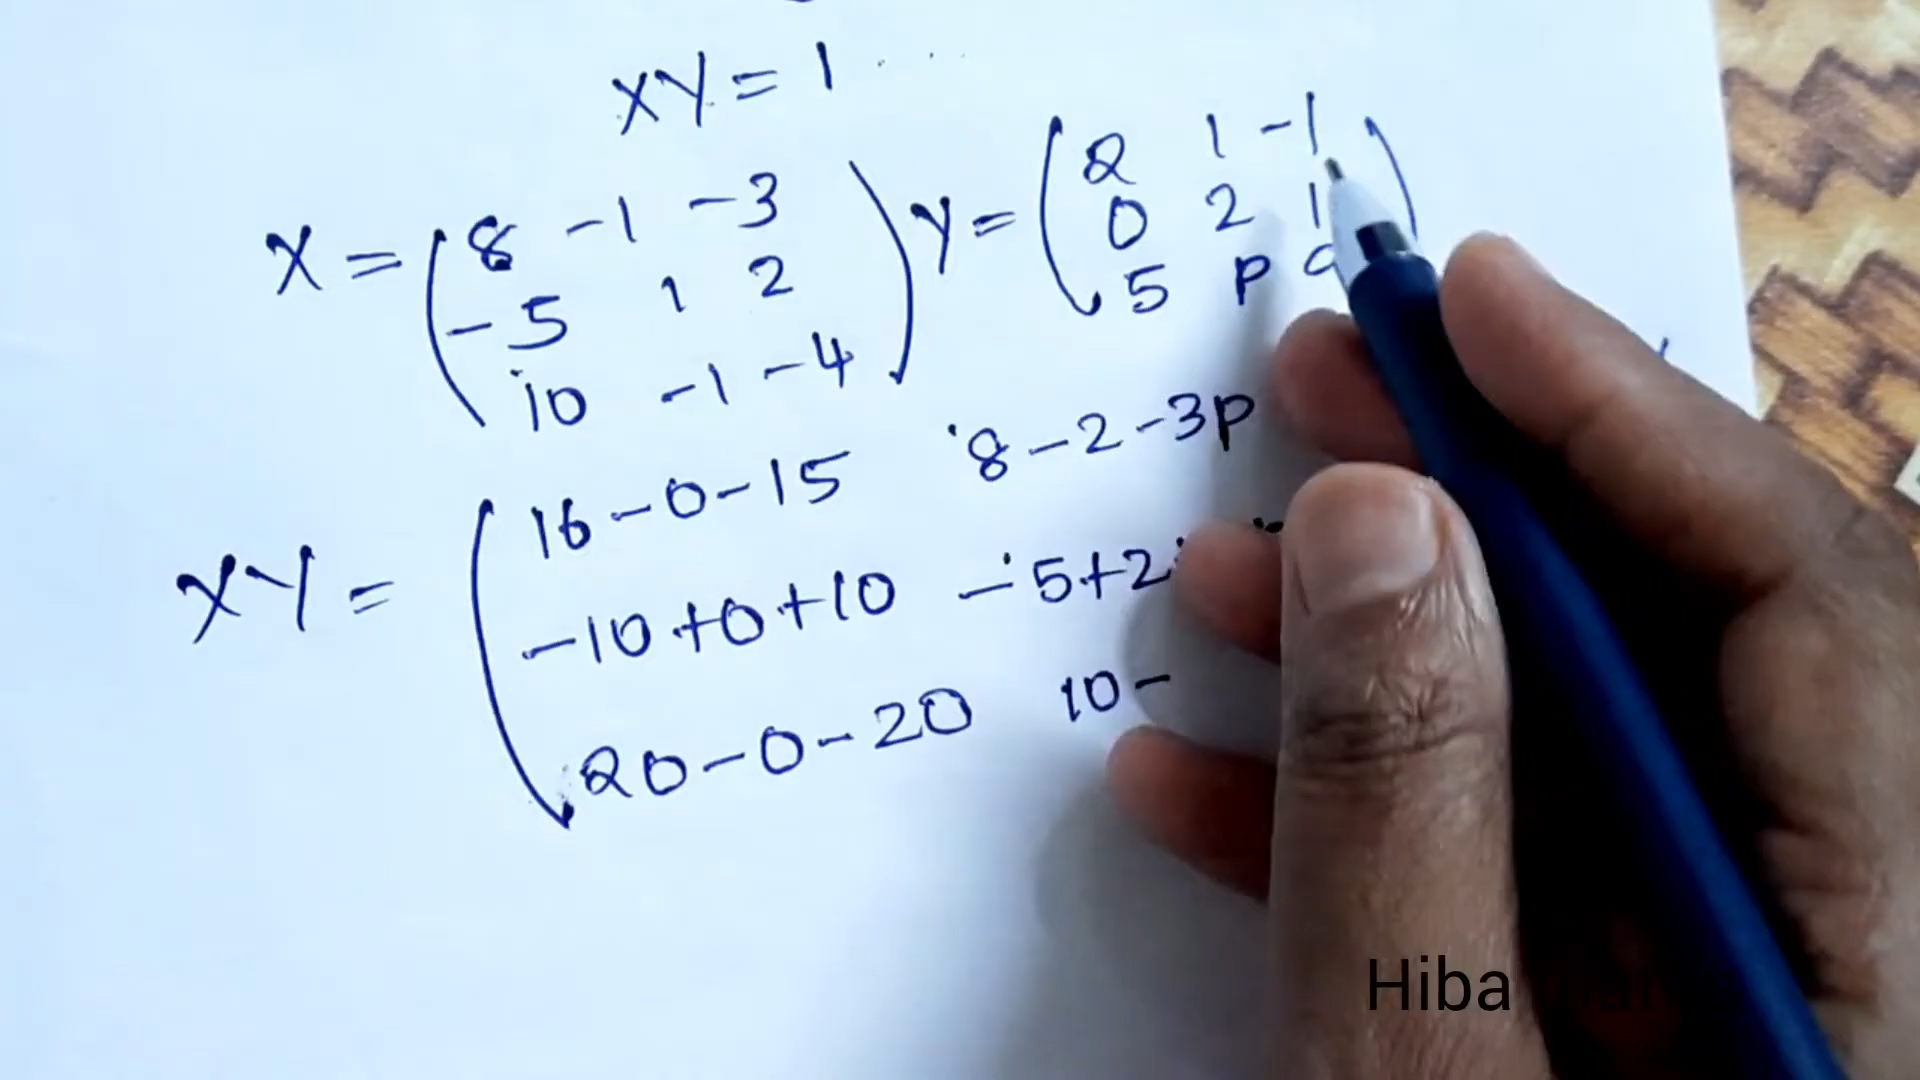 XY = 1
X = ( 8 -1 -3 ) Y = ( 2 1 -1 )
-5 1 2 0 2 1
10 -1 -4 5 p
16-0-15 8-2-3p
XY = ( -10+0+10 -5+2
20-0-20 10-
Hiba